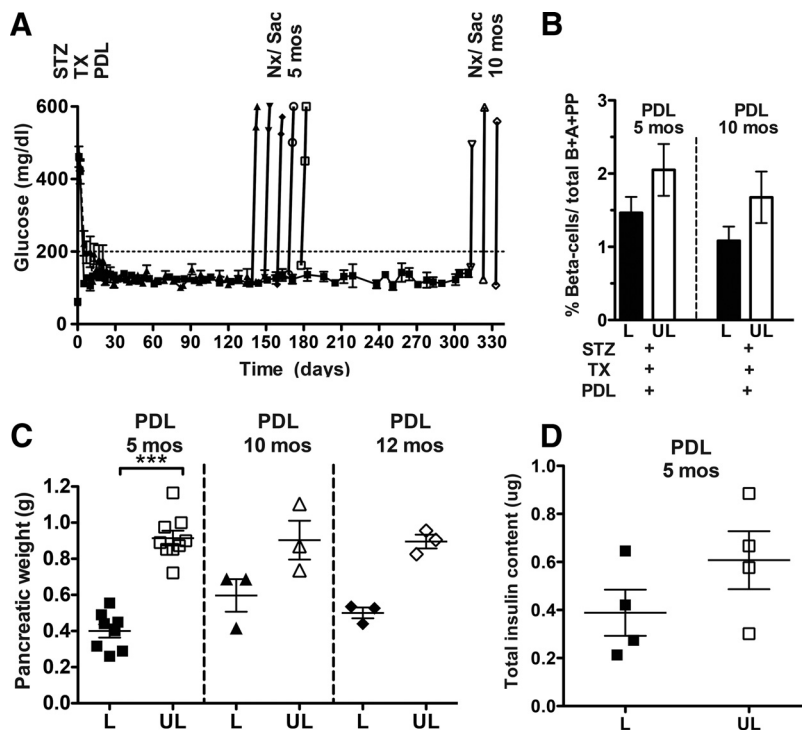 A
STZ
TX
PDL
Nx/ Sac
5 mos
Nx/ Sac
10 mos
Glucose (mg/dl)
600
400
200
0
0 30 60 90 120 150 180 210 240 270 300 330
Time (days)
B
% Beta-cells/ total B+A+PP
3
2
1
0
PDL
5 mos
PDL
10 mos
L UL L UL
STZ + +
TX + +
PDL + +
C
PDL
5 mos
PDL
10 mos
PDL
12 mos
***
Pancreatic weight (g)
1.2
1.0
0.8
0.6
0.4
0.2
0.0
L UL L UL L UL
D
PDL
5 mos
Total insulin content (ug)
1.0
0.8
0.6
0.4
0.2
0.0
L UL